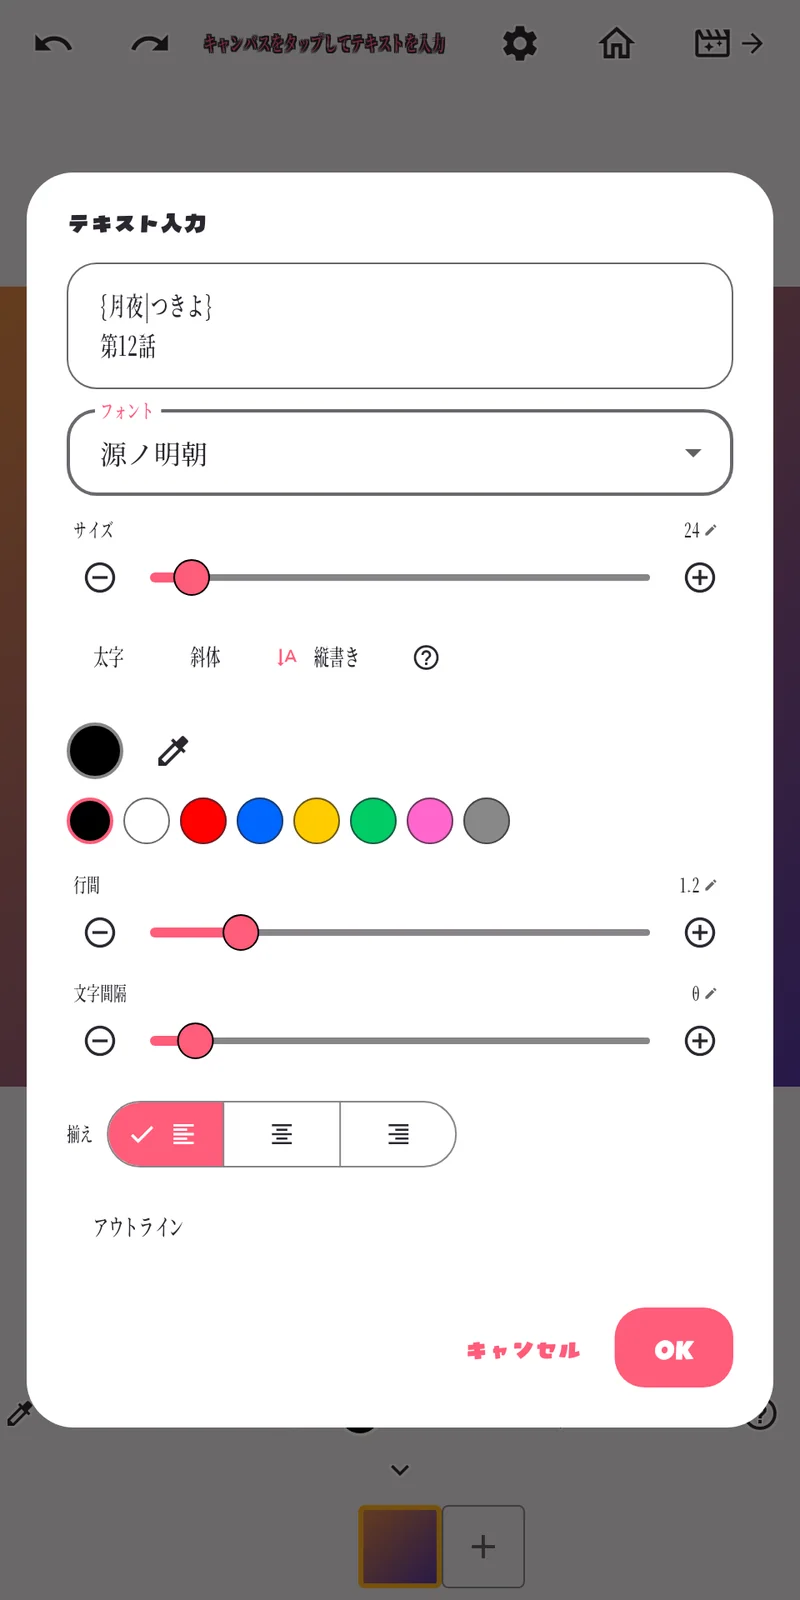 キャンバスをタップしてテキストを入力
テキスト入力
{月夜|つきよ}
第12話
フォント
源ノ明朝
サイズ
24
太字
斜体
A
縦書き
?
行間
1.2
文字間隔
0
揃え
アウトライン
キャンセル
OK
?